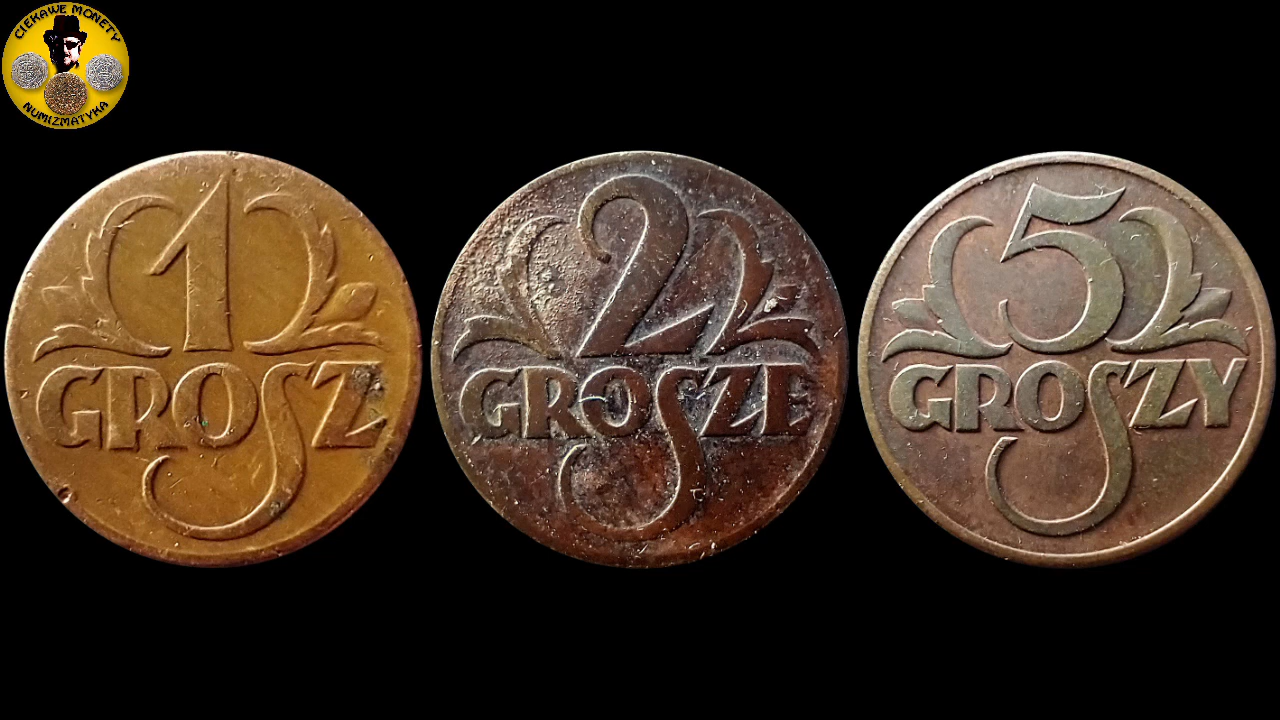 CIEKAWE MONETY
NUMIZMATYKA
1
GROSZ
2
GROSZE
5
GROSZY